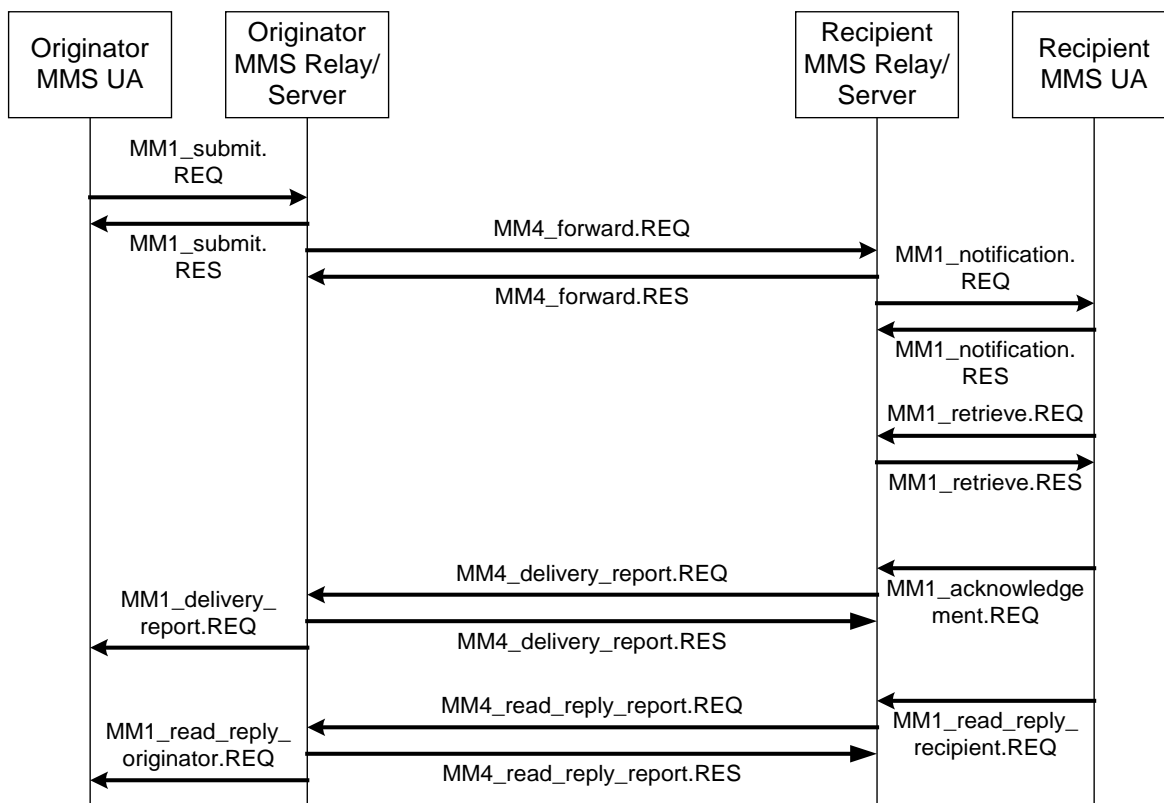 Originator
MMS UA
Originator
MMS Relay/
Server
Recipient
MMS Relay/
Server
Recipient
MMS UA
MM1_submit.
REQ
MM1_submit.
RES
MM4_forward.REQ
MM4_forward.RES
MM1_notification.
REQ
MM1_notification.
RES
MM1_retrieve.REQ
MM1_retrieve.RES
MM1_acknowledge
ment.REQ
MM4_delivery_report.REQ
MM4_delivery_report.RES
MM1_delivery_
report.REQ
MM1_read_reply_
recipient.REQ
MM4_read_reply_report.REQ
MM4_read_reply_report.RES
MM1_read_reply_
originator.REQ